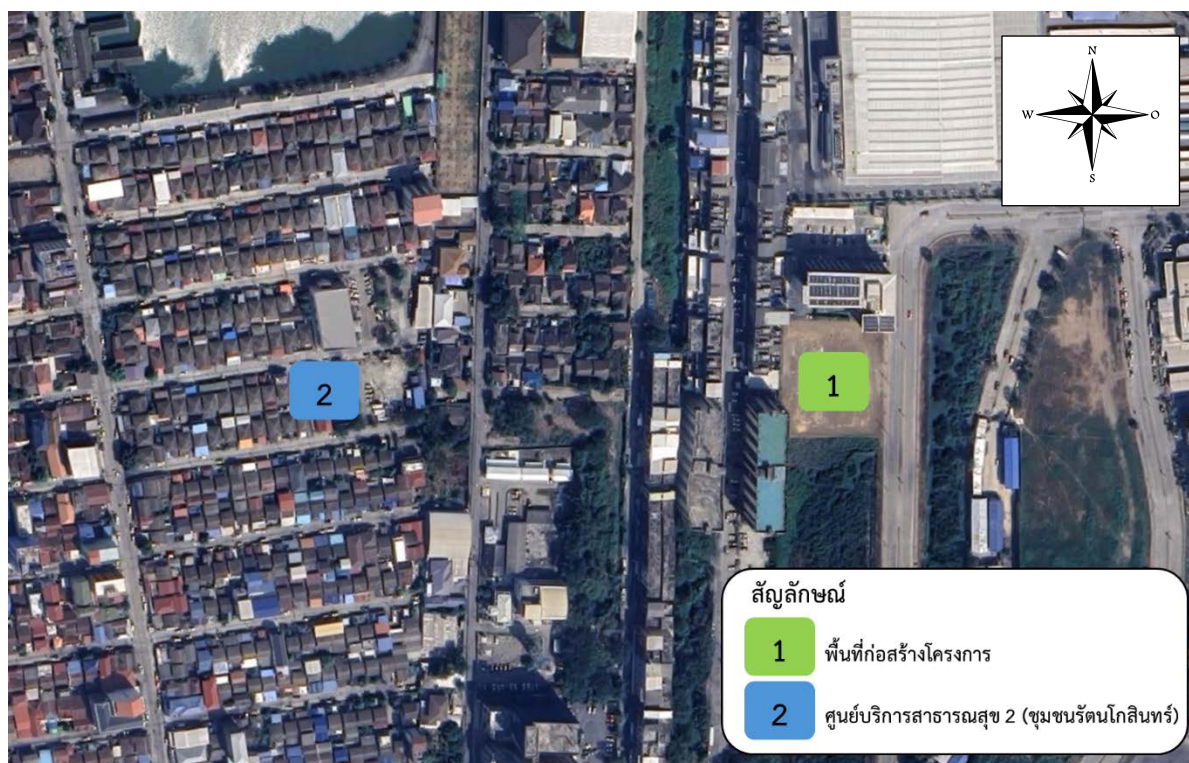 N
W O
S
2
1
สัญลักษณ์
1 พื้นที่ก่อสร้างโครงการ
2 ศูนย์บริการสาธารณสุข 2 (ชุมชนรัตนโกสินทร์)